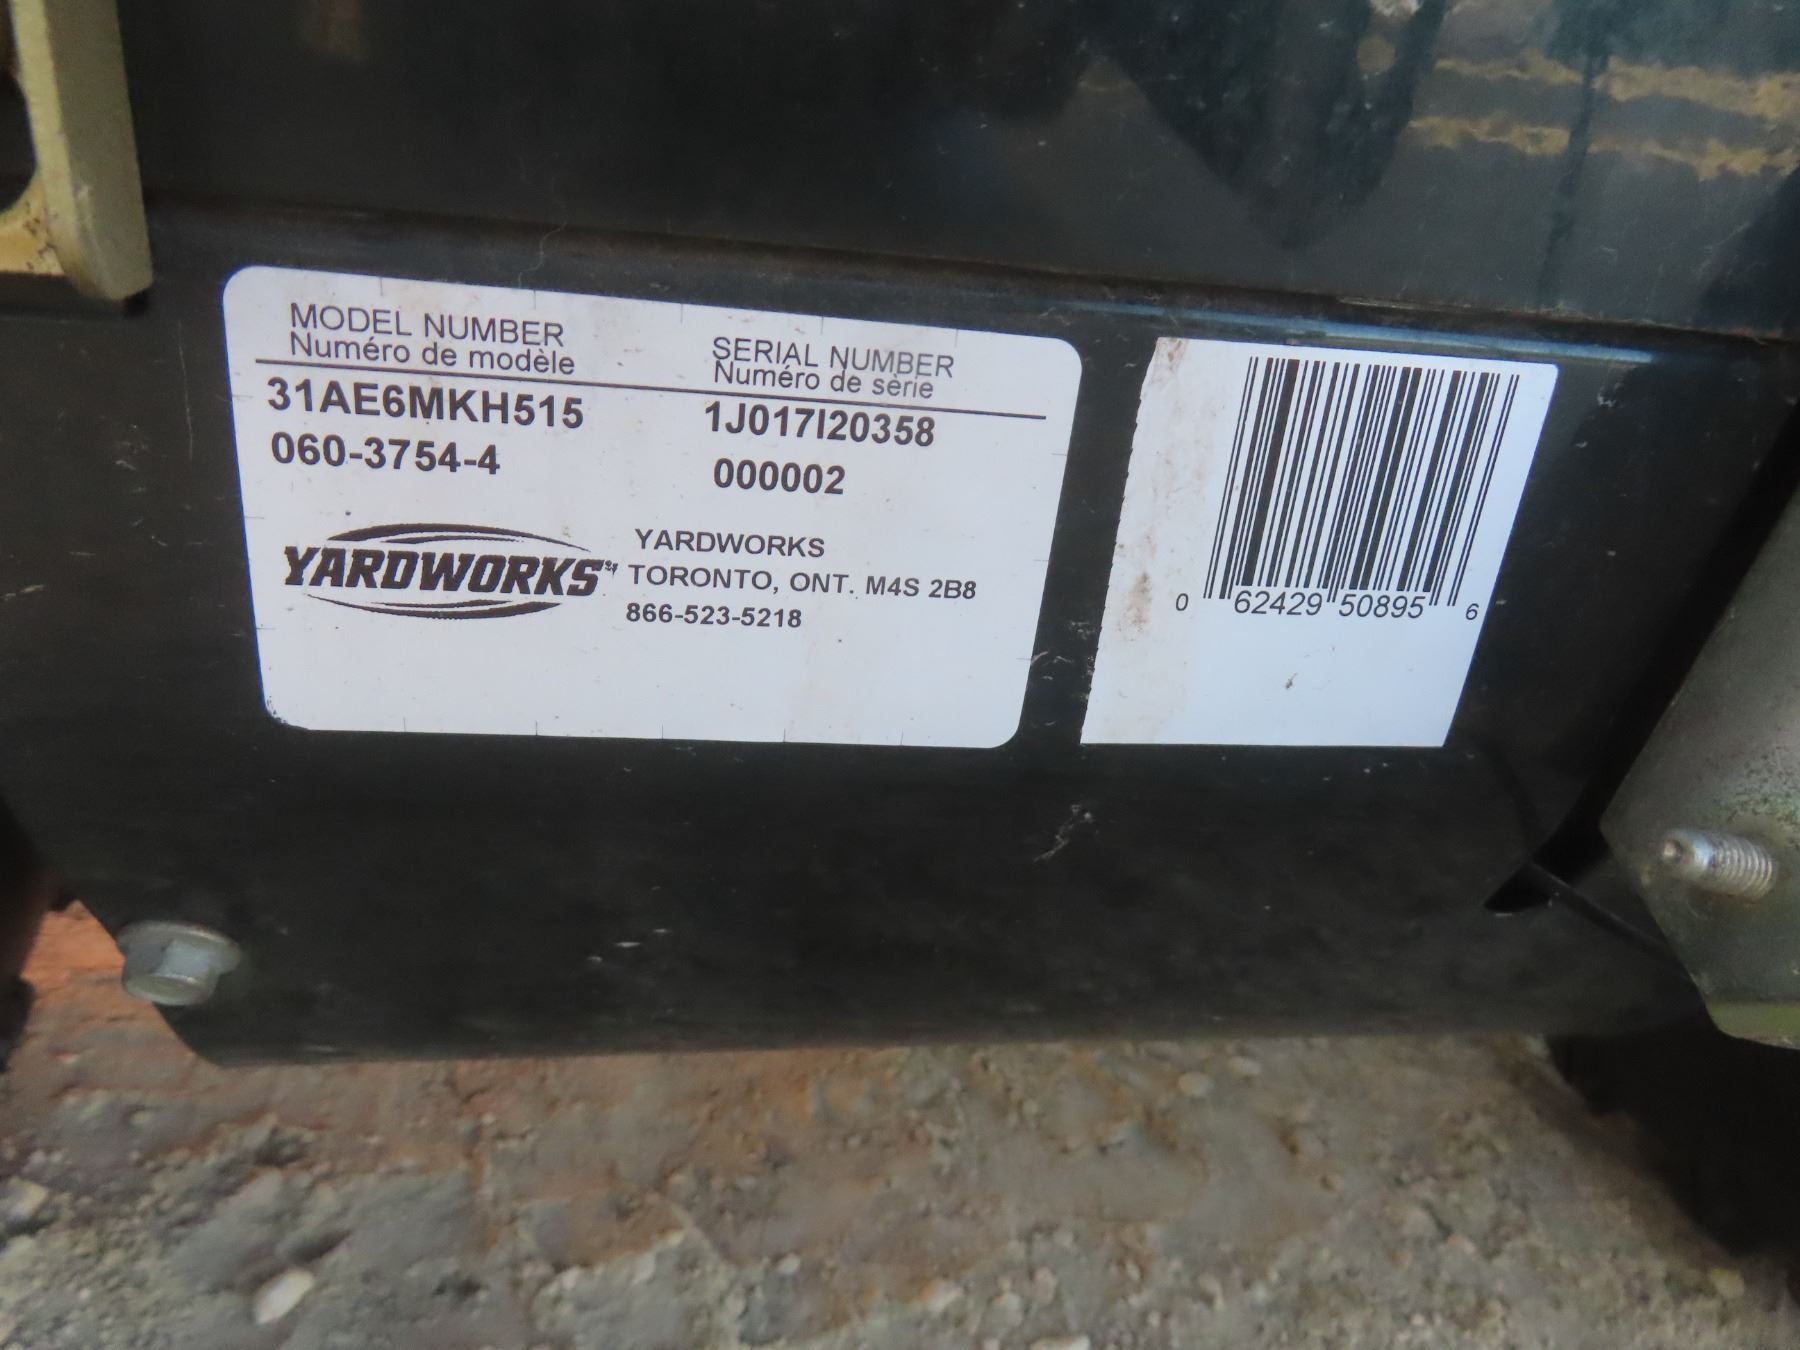 MODEL NUMBER
Numéro de modèle
SERIAL NUMBER
Numéro de sèrie
31AE6MKH515
1J017I20358
060-3754-4
000002
YARDWORKS
YARDWORKS
TORONTO, ONT. M4S 2B8
866-523-5218
0 62429 50895 6